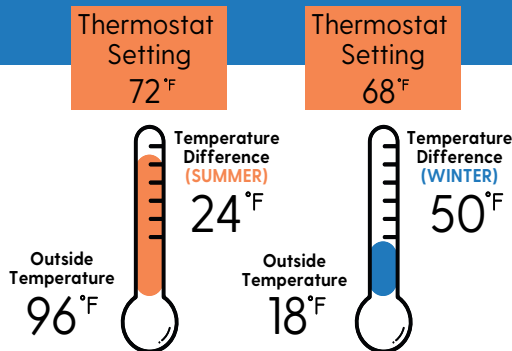 Thermostat
Setting
72°F
Temperature
Difference
(SUMMER)
24°F
Outside
Temperature
96°F
Thermostat
Setting
68°F
Temperature
Difference
(WINTER)
50°F
Outside
Temperature
18°F